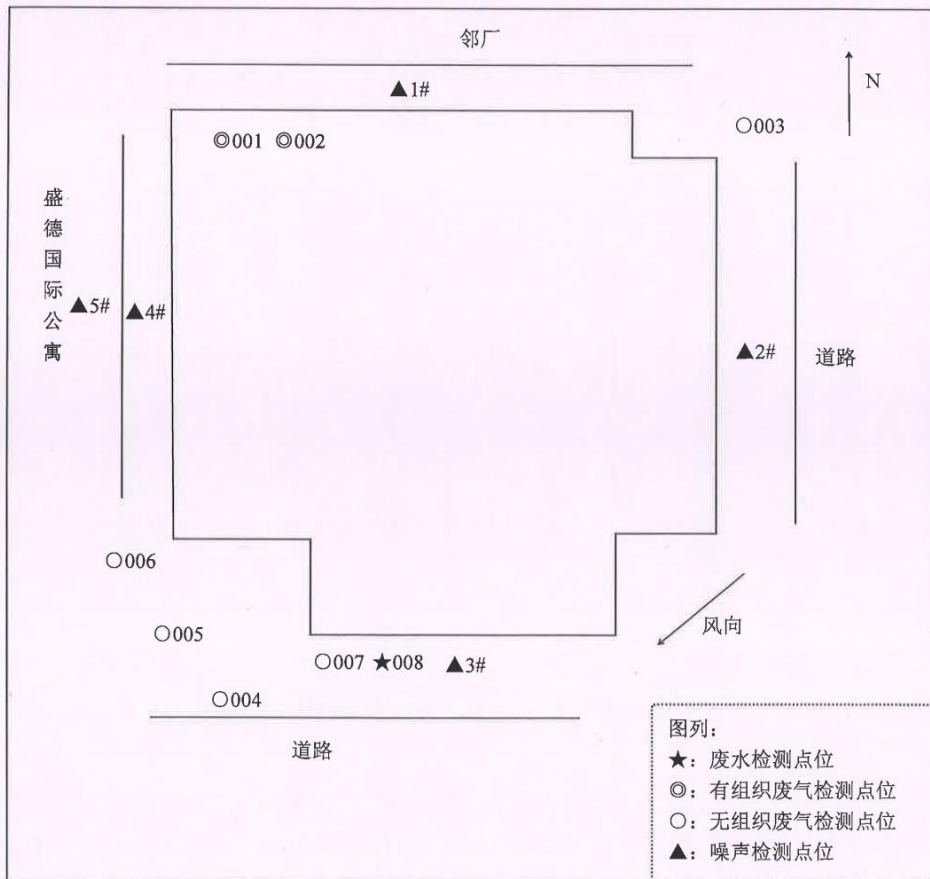 邻厂
▲1#
N
◎001 ◎002
○003
盛德国际公寓
▲5#
▲4#
▲2#
道路
○006
○005
风向
○007 ★008 ▲3#
○004
道路
图列:
★: 废水检测点位
◎: 有组织废气检测点位
○: 无组织废气检测点位
▲: 噪声检测点位